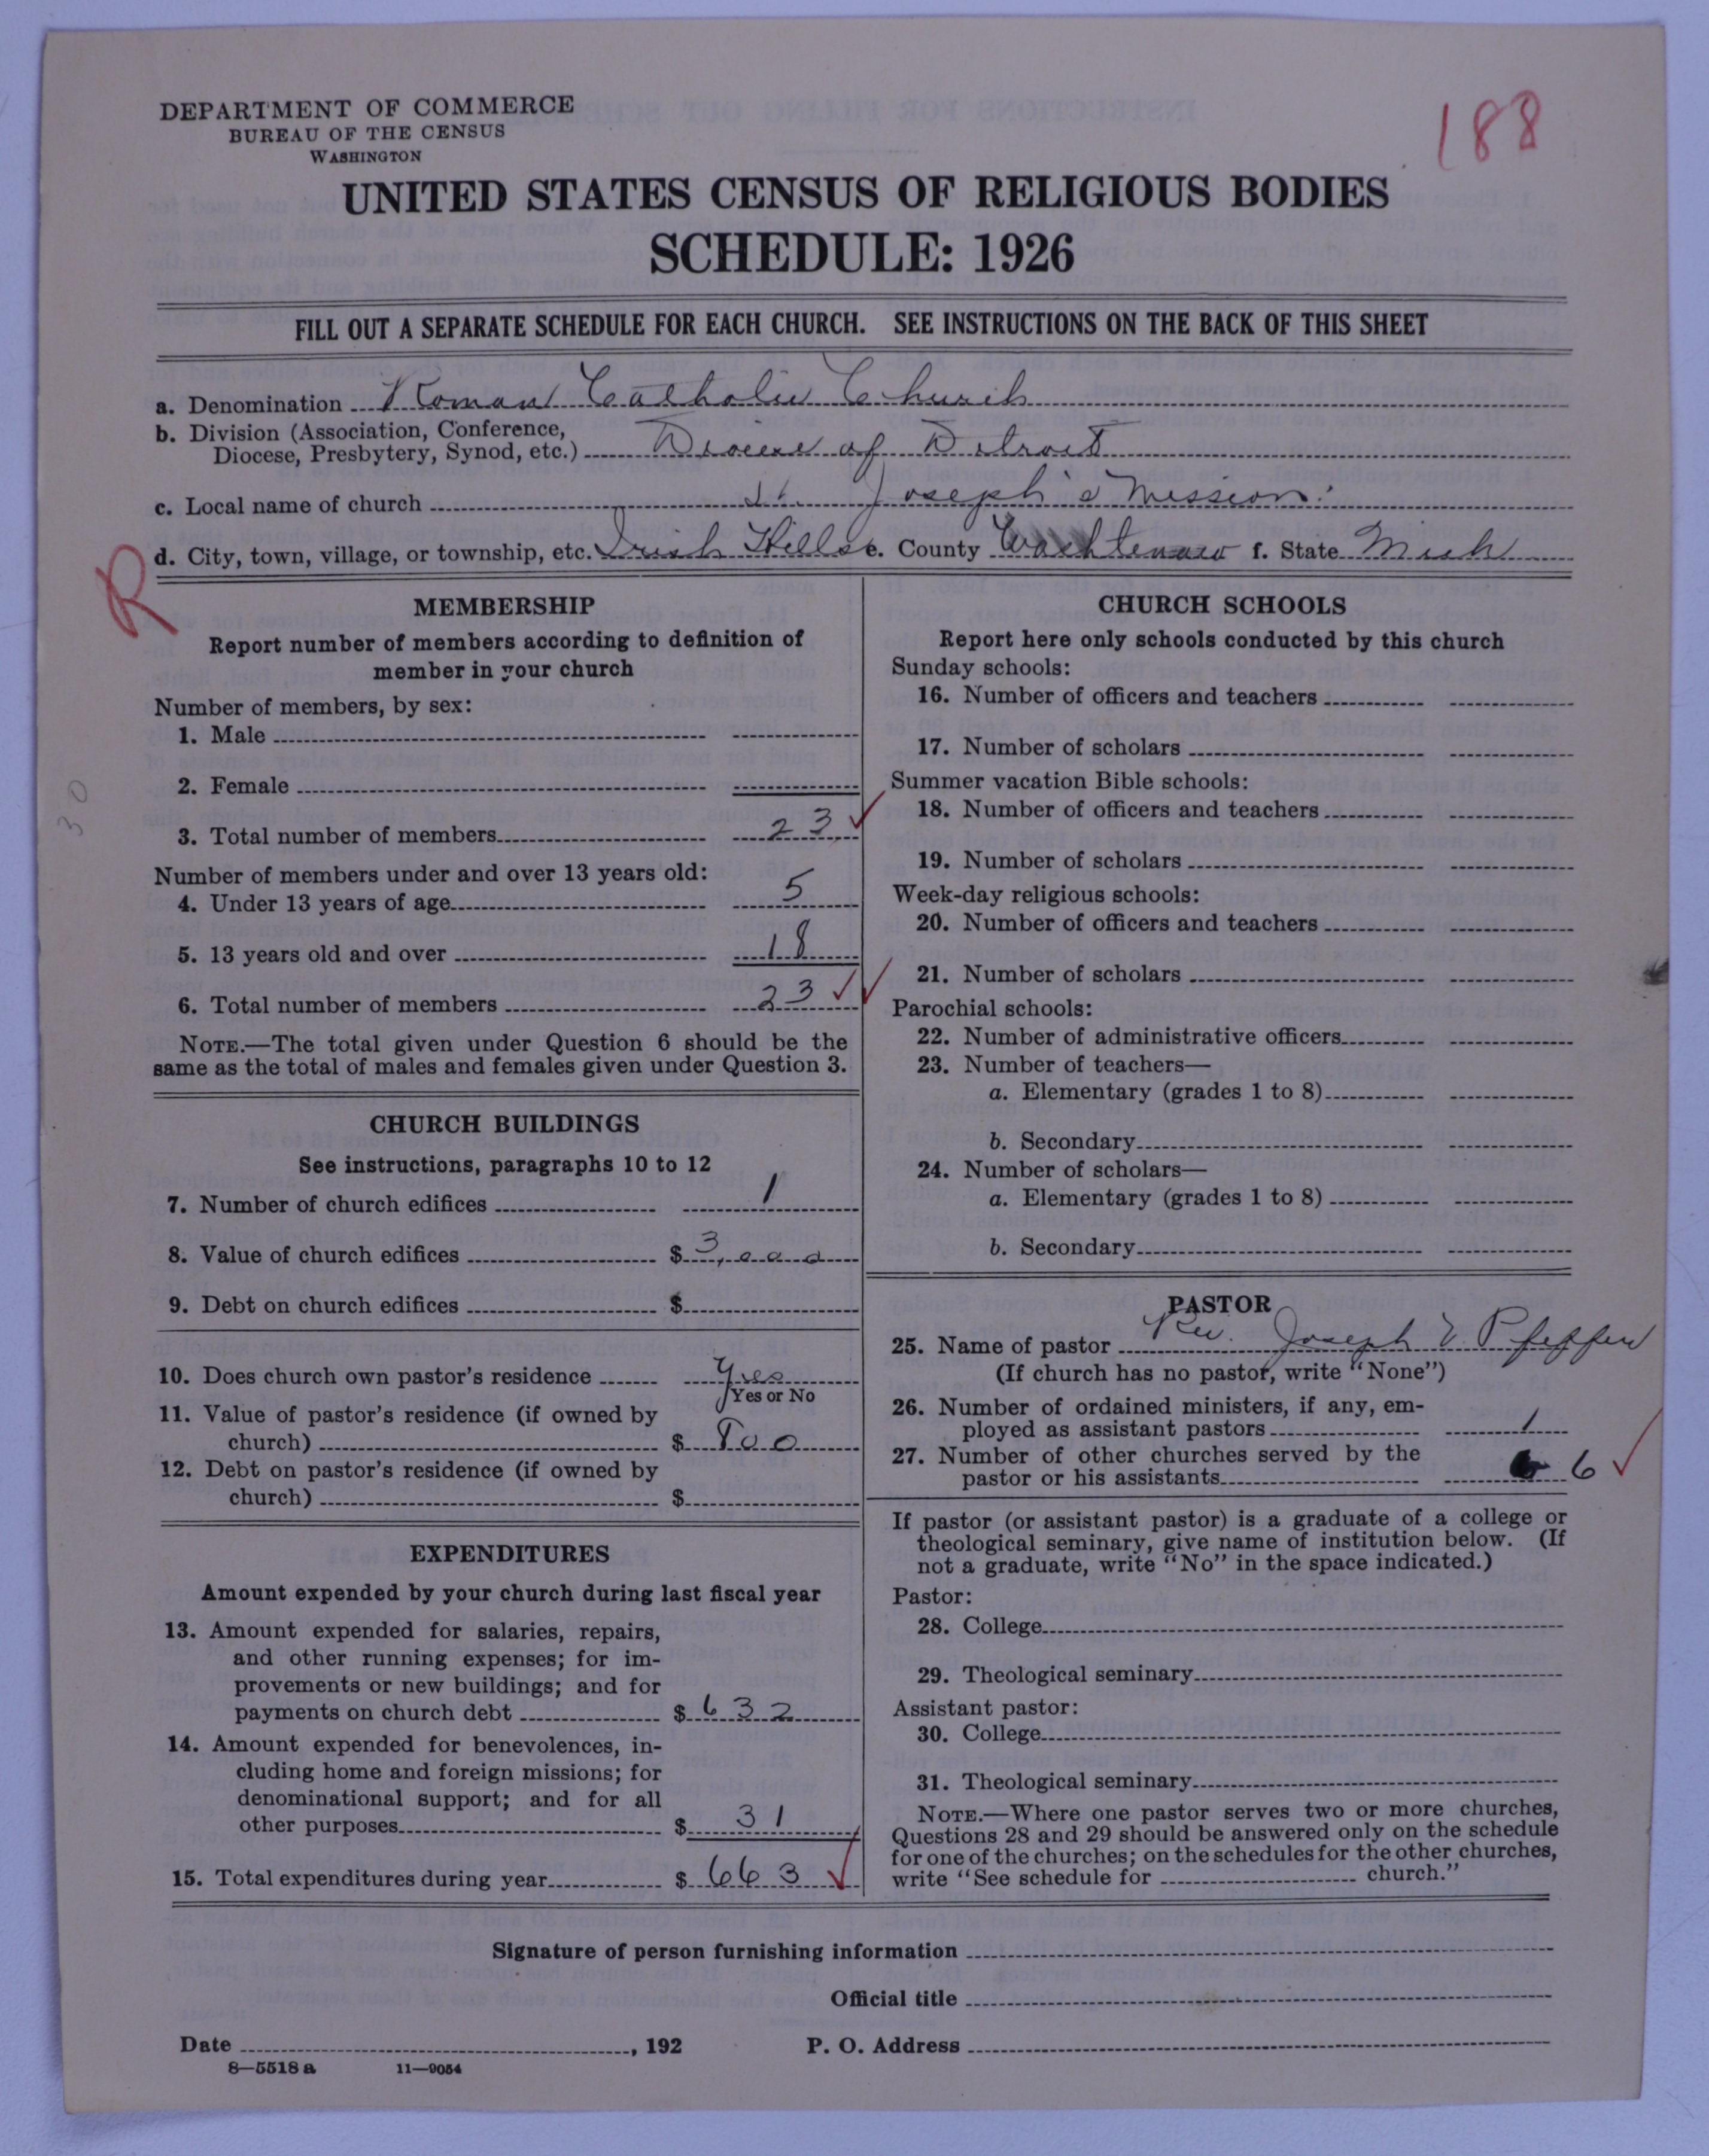 DEPARTMENT OF COMMERCE
BUREAU OF THE CENSUS
WASHINGTON
188
UNITED STATES CENSUS OF RELIGIOUS BODIES
SCHEDULE: 1926
FILL OUT A SEPARATE SCHEDULE FOR EACH CHURCH. SEE INSTRUCTIONS ON THE BACK OF THIS SHEET
a. Denomination Roman Catholic Church
b. Division (Association, Conference,
Diocese, Presbytery, Synod, etc.) Diocese of Detroit
c. Local name of church St. Joseph's Mission
d. City, town, village, or township, etc. Irish Hills e. County Washtenaw f. State Mich
R
MEMBERSHIP
Report number of members according to definition of
member in your church
Number of members, by sex:
1. Male
2. Female
30
3. Total number of members 23
Number of members under and over 13 years old:
4. Under 13 years of age 5
5. 13 years old and over 18
6. Total number of members 23
NOTE.—The total given under Question 6 should be the
same as the total of males and females given under Question 3.
CHURCH BUILDINGS
See instructions, paragraphs 10 to 12
7. Number of church edifices 1
8. Value of church edifices $ 3,000
9. Debt on church edifices $
10. Does church own pastor's residence Yes
Yes or No
11. Value of pastor's residence (if owned by
church) $ 800
12. Debt on pastor's residence (if owned by
church) $
EXPENDITURES
Amount expended by your church during last fiscal year
13. Amount expended for salaries, repairs,
and other running expenses; for im-
provements or new buildings; and for
payments on church debt $ 632
14. Amount expended for benevolences, in-
cluding home and foreign missions; for
denominational support; and for all
other purposes $ 31
15. Total expenditures during year $ 663
CHURCH SCHOOLS
Report here only schools conducted by this church
Sunday schools:
16. Number of officers and teachers
17. Number of scholars
Summer vacation Bible schools:
18. Number of officers and teachers
19. Number of scholars
Week-day religious schools:
20. Number of officers and teachers
21. Number of scholars
Parochial schools:
22. Number of administrative officers
23. Number of teachers—
a. Elementary (grades 1 to 8)
b. Secondary
24. Number of scholars—
a. Elementary (grades 1 to 8)
b. Secondary
PASTOR
25. Name of pastor Rev. Joseph V. Pfeffer
(If church has no pastor, write "None")
26. Number of ordained ministers, if any, em-
ployed as assistant pastors 1
27. Number of other churches served by the
pastor or his assistants 6
If pastor (or assistant pastor) is a graduate of a college or
theological seminary, give name of institution below. (If
not a graduate, write "No" in the space indicated.)
Pastor:
28. College
29. Theological seminary
Assistant pastor:
30. College
31. Theological seminary
NOTE.—Where one pastor serves two or more churches,
Questions 28 and 29 should be answered only on the schedule
for one of the churches; on the schedules for the other churches,
write "See schedule for church."
Signature of person furnishing information
Official title
Date , 192 P. O. Address
8—5518 a 11—9054